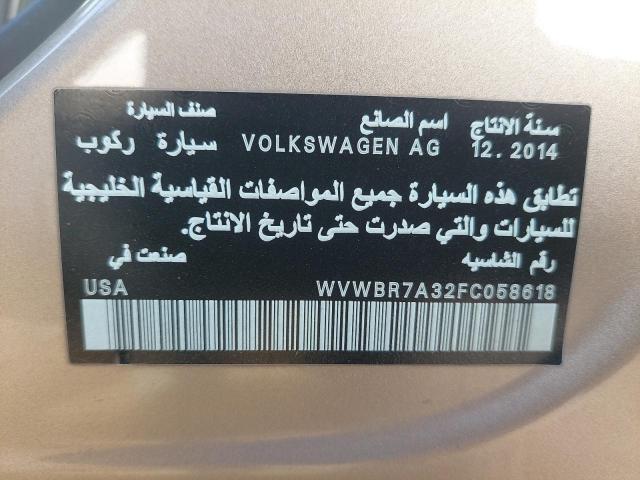 سنة الانتاج اسم الصانع صنف السيارة
12. 2014 VOLKSWAGEN AG سيارة ركوب
تطابق هذه السيارة جميع المواصفات القياسية الخليجية
للسيارات والتي صدرت حتى تاريخ الانتاج.
رقم الشاسيه صنعت في
WVWBR7A32FC058618 USA